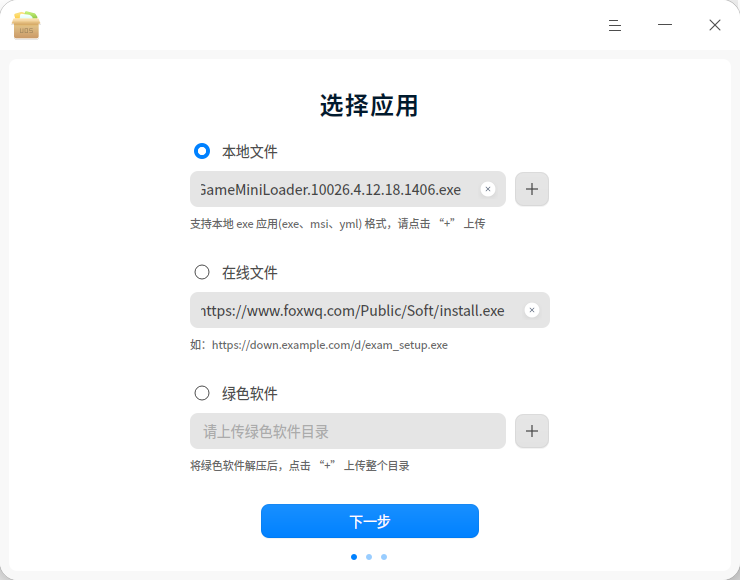 UOS
选择应用
本地文件
GameMiniLoader.10026.4.12.18.1406.exe
支持本地 exe 应用(exe、msi、yml) 格式，请点击 “+” 上传
在线文件
https://www.foxwq.com/Public/Soft/install.exe
如：https://down.example.com/d/exam_setup.exe
绿色软件
请上传绿色软件目录
将绿色软件解压后，点击 “+” 上传整个目录
下一步